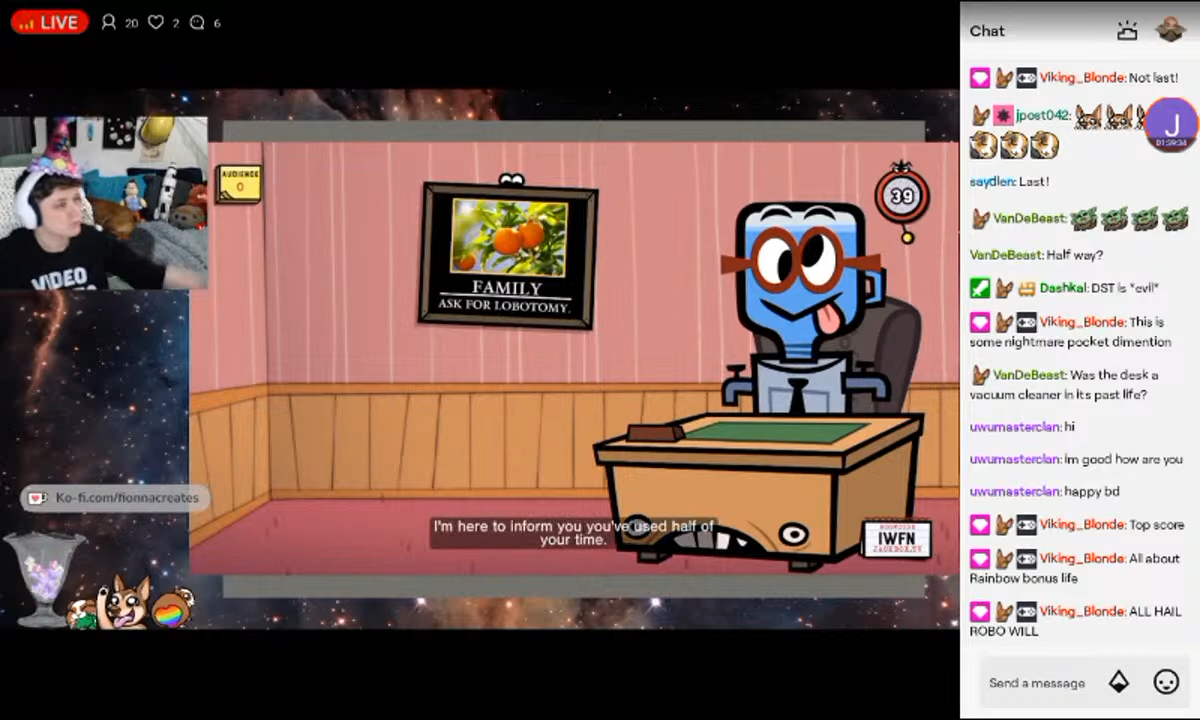 LIVE 20 2 6
AUDIENCE
0
FAMILY
ASK FOR LOBOTOMY.
39
VIDEO
Ko-fi.com/fionnacreates
I'm here to inform you you've used half of
your time.
IWFN
JACKBOX.TV
Chat
Viking_Blonde: Not last!
jpost042:
J
01:39:34
saydien: Last!
VanDeBeast:
VanDeBeast: Half way?
Dashkal: DST is *evil*
Viking_Blonde: This is
some nightmare pocket dimention
VanDeBeast: Was the desk a
vacuum cleaner in its past life?
uwumasterclan: hi
uwumasterclan: im good how are you
uwumasterclan: happy bd
Viking_Blonde: Top score
Viking_Blonde: All about
Rainbow bonus life
Viking_Blonde: ALL HAIL
ROBO WILL
Send a message